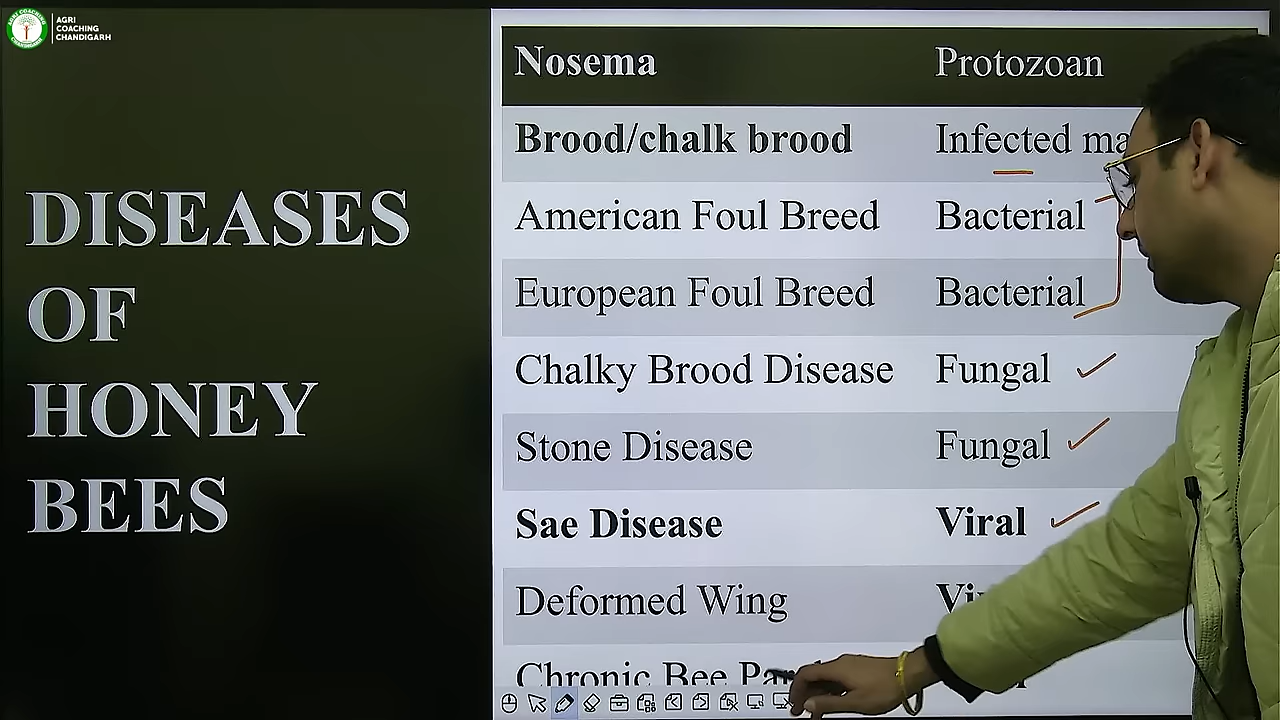 AGRI
COACHING
CHANDIGARH
DISEASES
OF
HONEY
BEES
Nosema Protozoan
Brood/chalk brood Infected
American Foul Breed Bacterial
European Foul Breed Bacterial
Chalky Brood Disease Fungal
Stone Disease Fungal
Sae Disease Viral
Deformed Wing
Chronic Bee